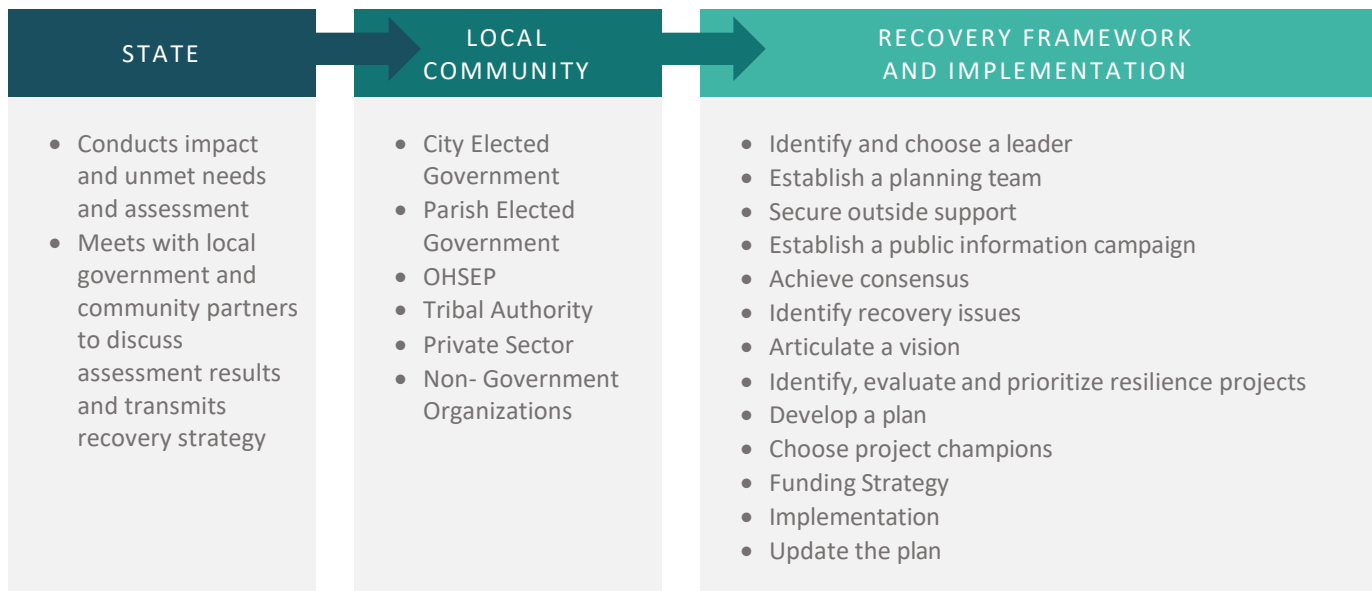 STATE
• Conducts impact
and unmet needs
and assessment
• Meets with local
government and
community partners
to discuss
assessment results
and transmits
recovery strategy
LOCAL
COMMUNITY
• City Elected
Government
• Parish Elected
Government
• OHSEP
• Tribal Authority
• Private Sector
• Non- Government
Organizations
RECOVERY FRAMEWORK
AND IMPLEMENTATION
• Identify and choose a leader
• Establish a planning team
• Secure outside support
• Establish a public information campaign
• Achieve consensus
• Identify recovery issues
• Articulate a vision
• Identify, evaluate and prioritize resilience projects
• Develop a plan
• Choose project champions
• Funding Strategy
• Implementation
• Update the plan